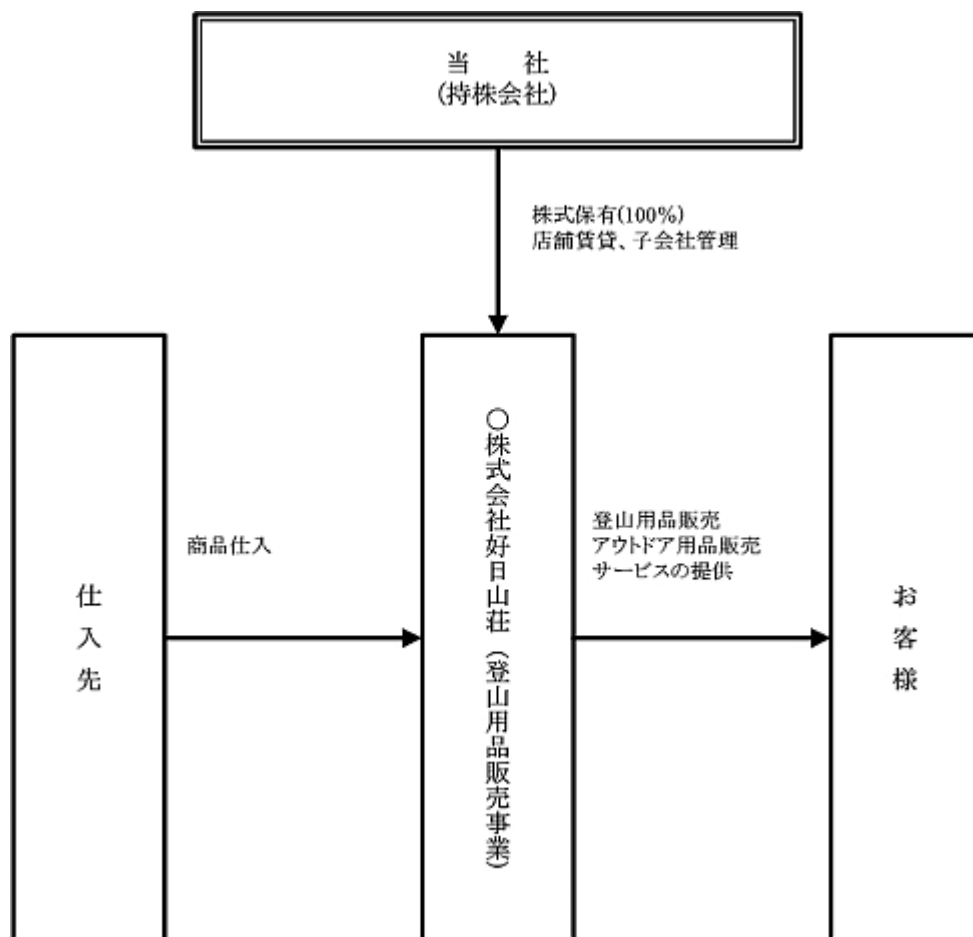 当　社
(持株会社)
株式保有(100%)
店舗賃貸、子会社管理
仕入先
商品仕入
○株式会社好日山荘（登山用品販売事業）
登山用品販売
アウトドア用品販売
サービスの提供
お客様